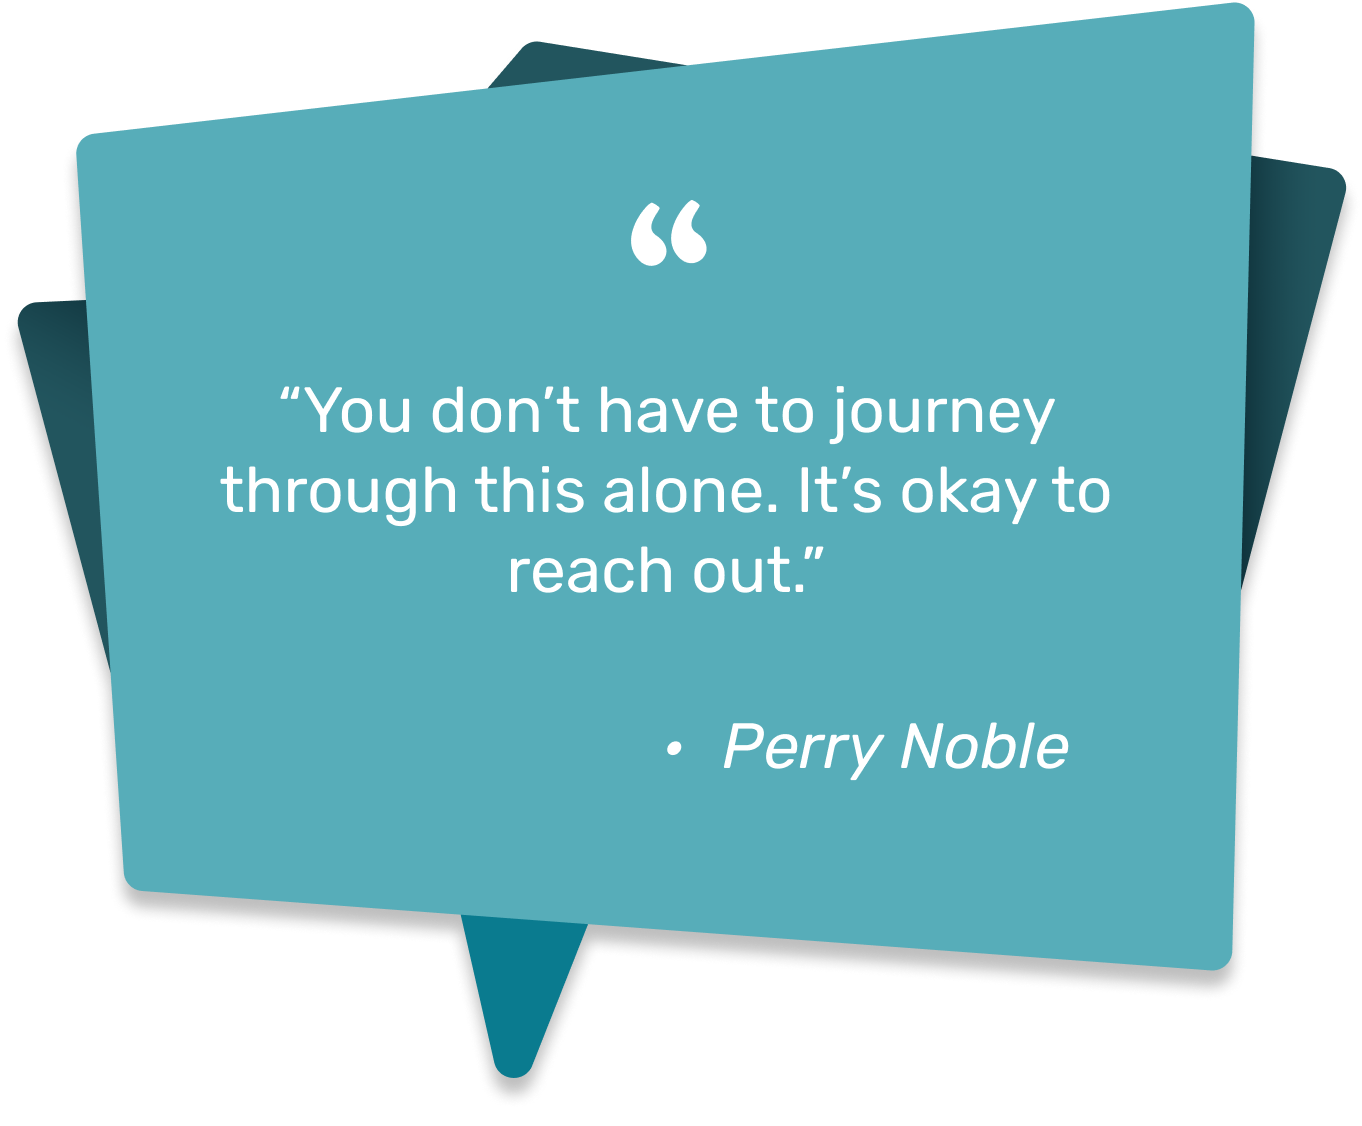 “
“You don’t have to journey
through this alone. It’s okay to
reach out.”
• Perry Noble